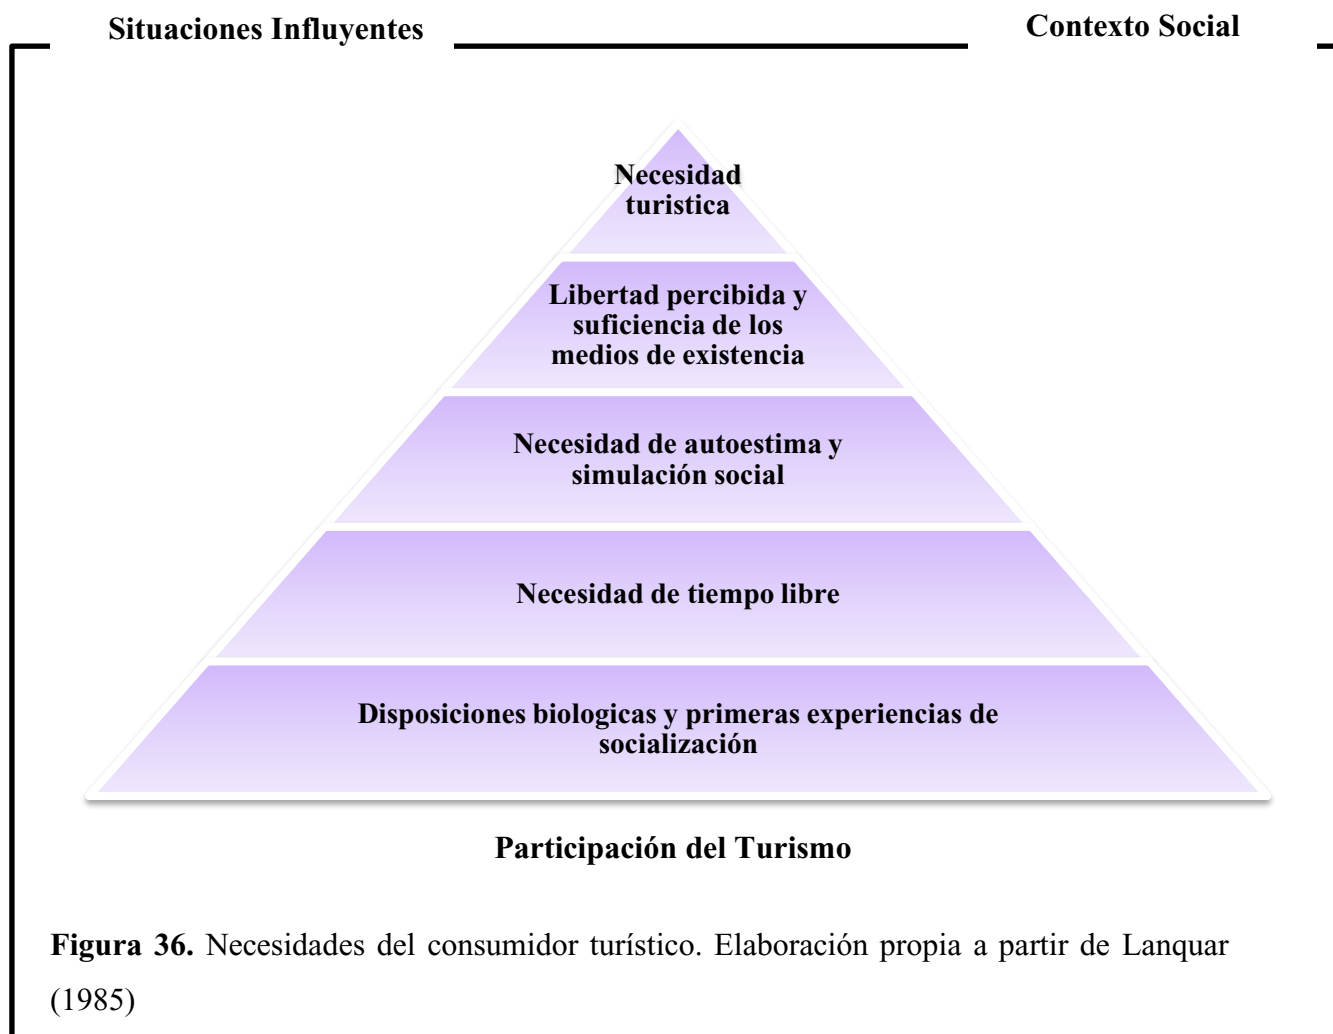 Situaciones Influyentes
Contexto Social
Necesidad
turistica
Libertad percibida y
suficiencia de los
medios de existencia
Necesidad de autoestima y
simulación social
Necesidad de tiempo libre
Disposiciones biologicas y primeras experiencias de
socialización
Participación del Turismo
Figura 36. Necesidades del consumidor turístico. Elaboración propia a partir de Lanquar
(1985)